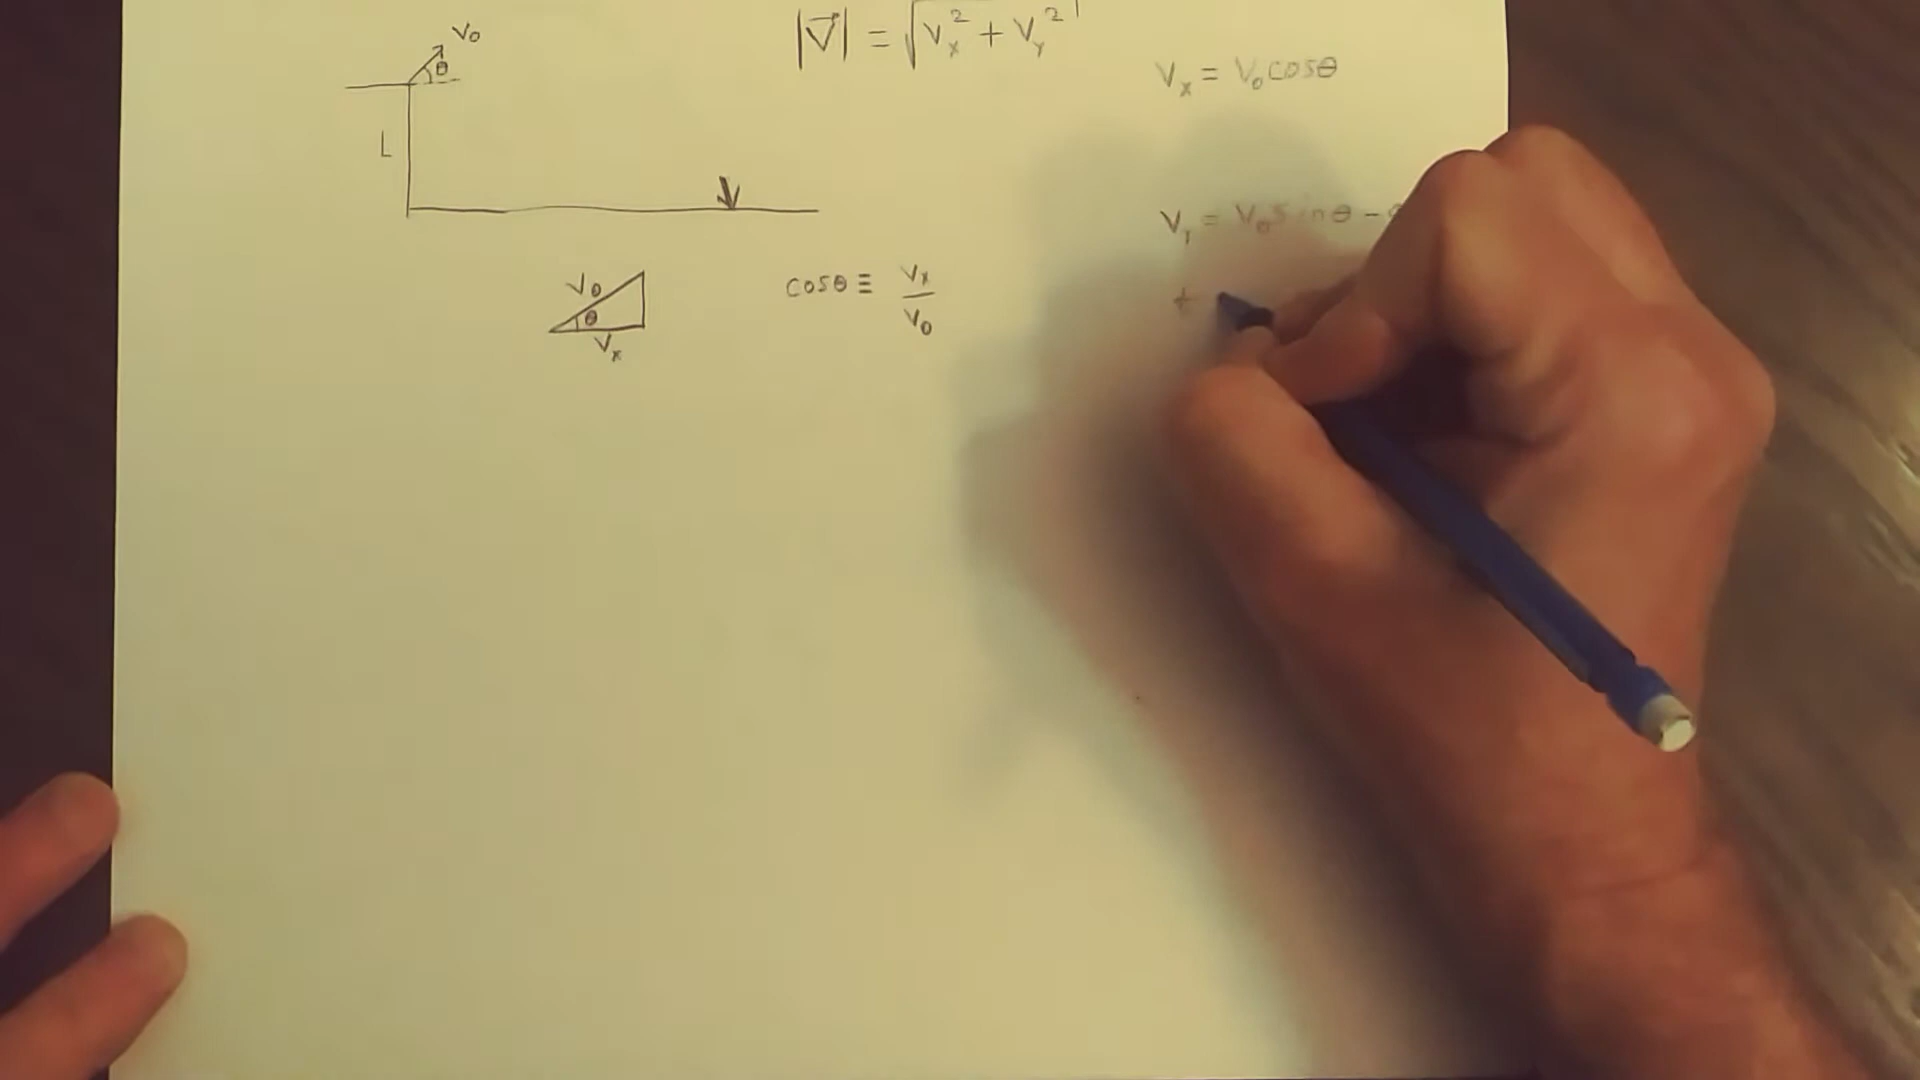 V₀
θ
L
|V⃗| = √(Vₓ² + Vᵧ²)
Vₓ = V₀cosθ
Vᵧ = V₀sinθ -
t
V₀
θ
Vₓ
cosθ ≡ Vₓ/V₀